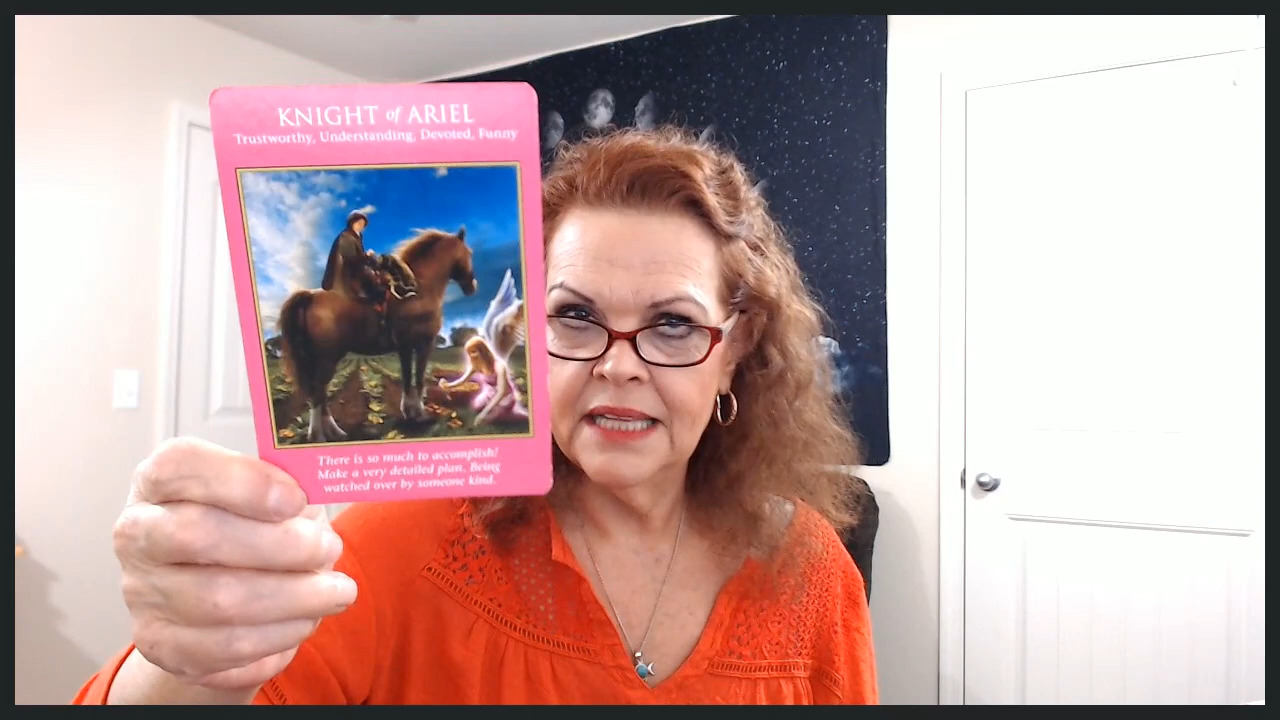 KNIGHT of ARIEL
Trustworthy, Understanding, Devoted, Funny
There is so much to accomplish!
Make a very detailed plan. Being
watched over by someone kind.